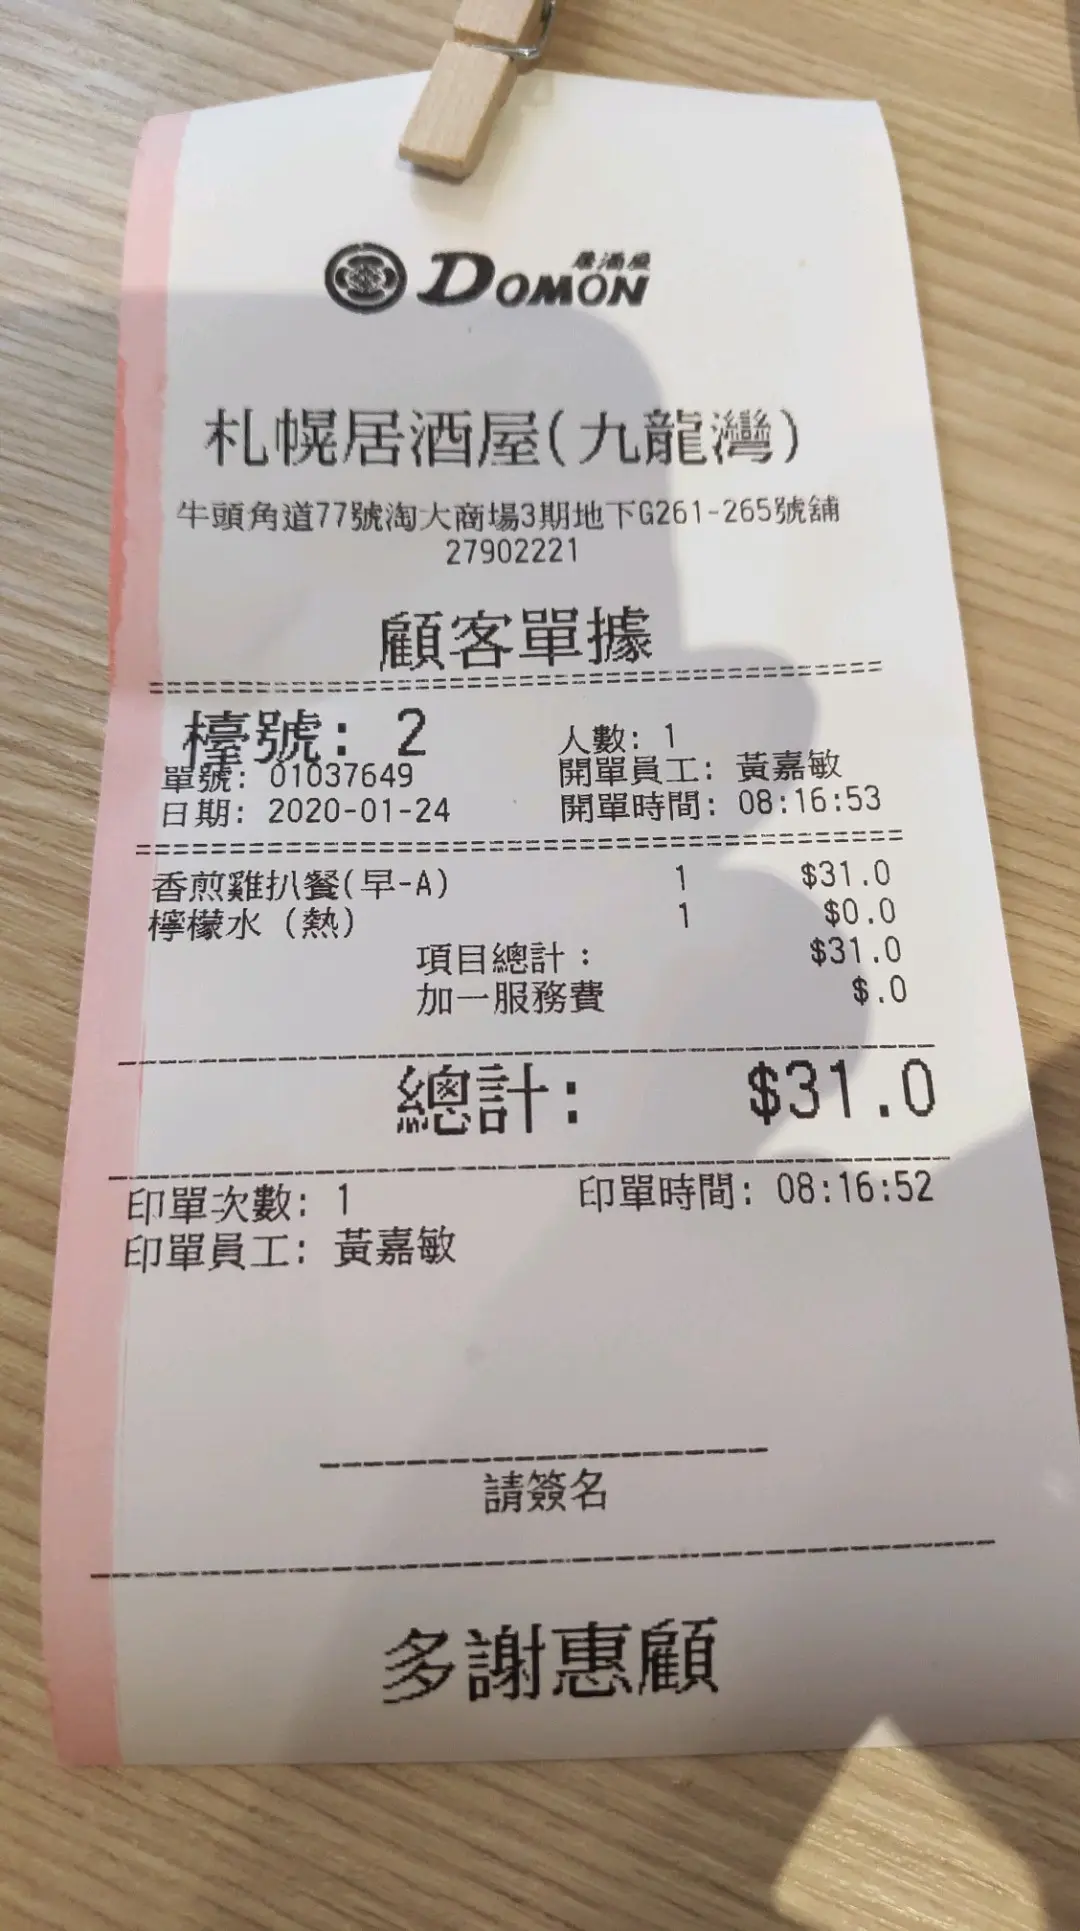 居酒屋
DOMON
札幌居酒屋(九龍灣)
牛頭角道77號淘大商場3期地下G261-265號舖
27902221
顧客單據
檯號: 2 人數: 1
單號: 01037649 開單員工: 黃嘉敏
日期: 2020-01-24 開單時間: 08:16:53
香煎雞扒餐(早-A) 1 $31.0
檸檬水 (熱) 1 $0.0
項目總計: $31.0
加一服務費 $.0
總計: $31.0
印單次數: 1 印單時間: 08:16:52
印單員工: 黃嘉敏
請簽名
多謝惠顧